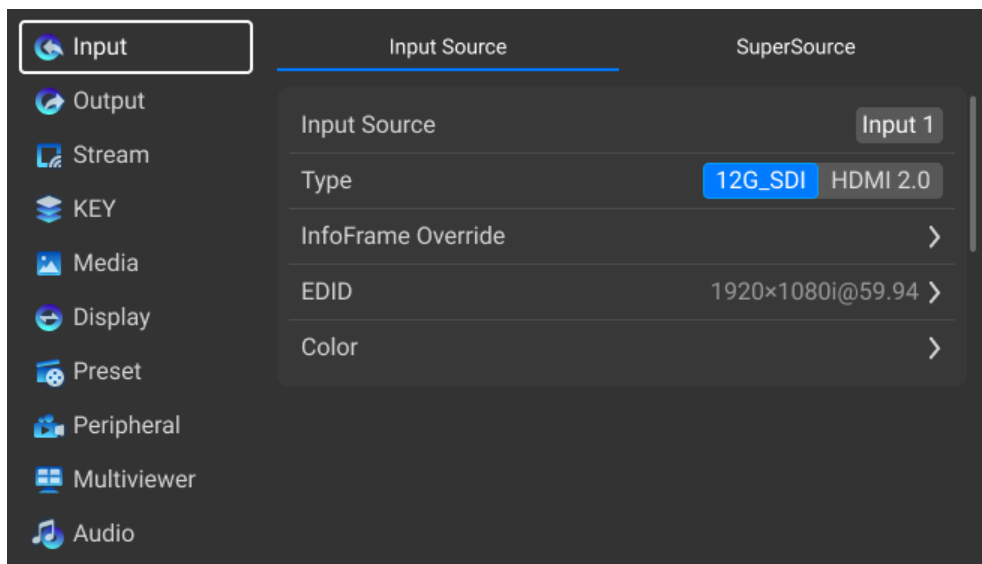 Input
Output
Stream
KEY
Media
Display
Preset
Peripheral
Multiviewer
Audio
Input Source
SuperSource
Input Source
Input 1
Type
12G_SDI
HDMI 2.0
InfoFrame Override
EDID
1920×1080i@59.94
Color